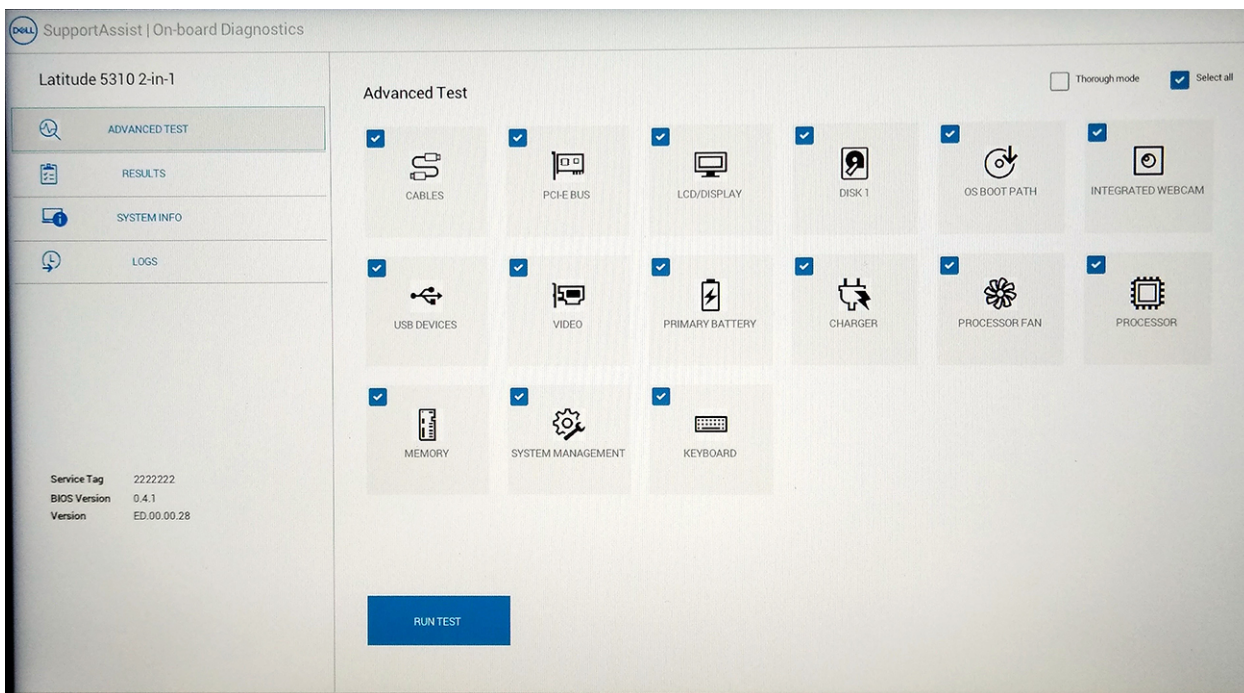 DELL SupportAssist | On-board Diagnostics
Latitude 5310 2-in-1
ADVANCED TEST
RESULTS
SYSTEM INFO
LOGS
Service Tag 2222222
BIOS Version 0.4.1
Version ED.00.00.28
Advanced Test
Thorough mode
Select all
CABLES
PCI-E BUS
LCD/DISPLAY
DISK 1
OS BOOT PATH
INTEGRATED WEBCAM
USB DEVICES
VIDEO
PRIMARY BATTERY
CHARGER
PROCESSOR FAN
PROCESSOR
MEMORY
SYSTEM MANAGEMENT
KEYBOARD
RUN TEST